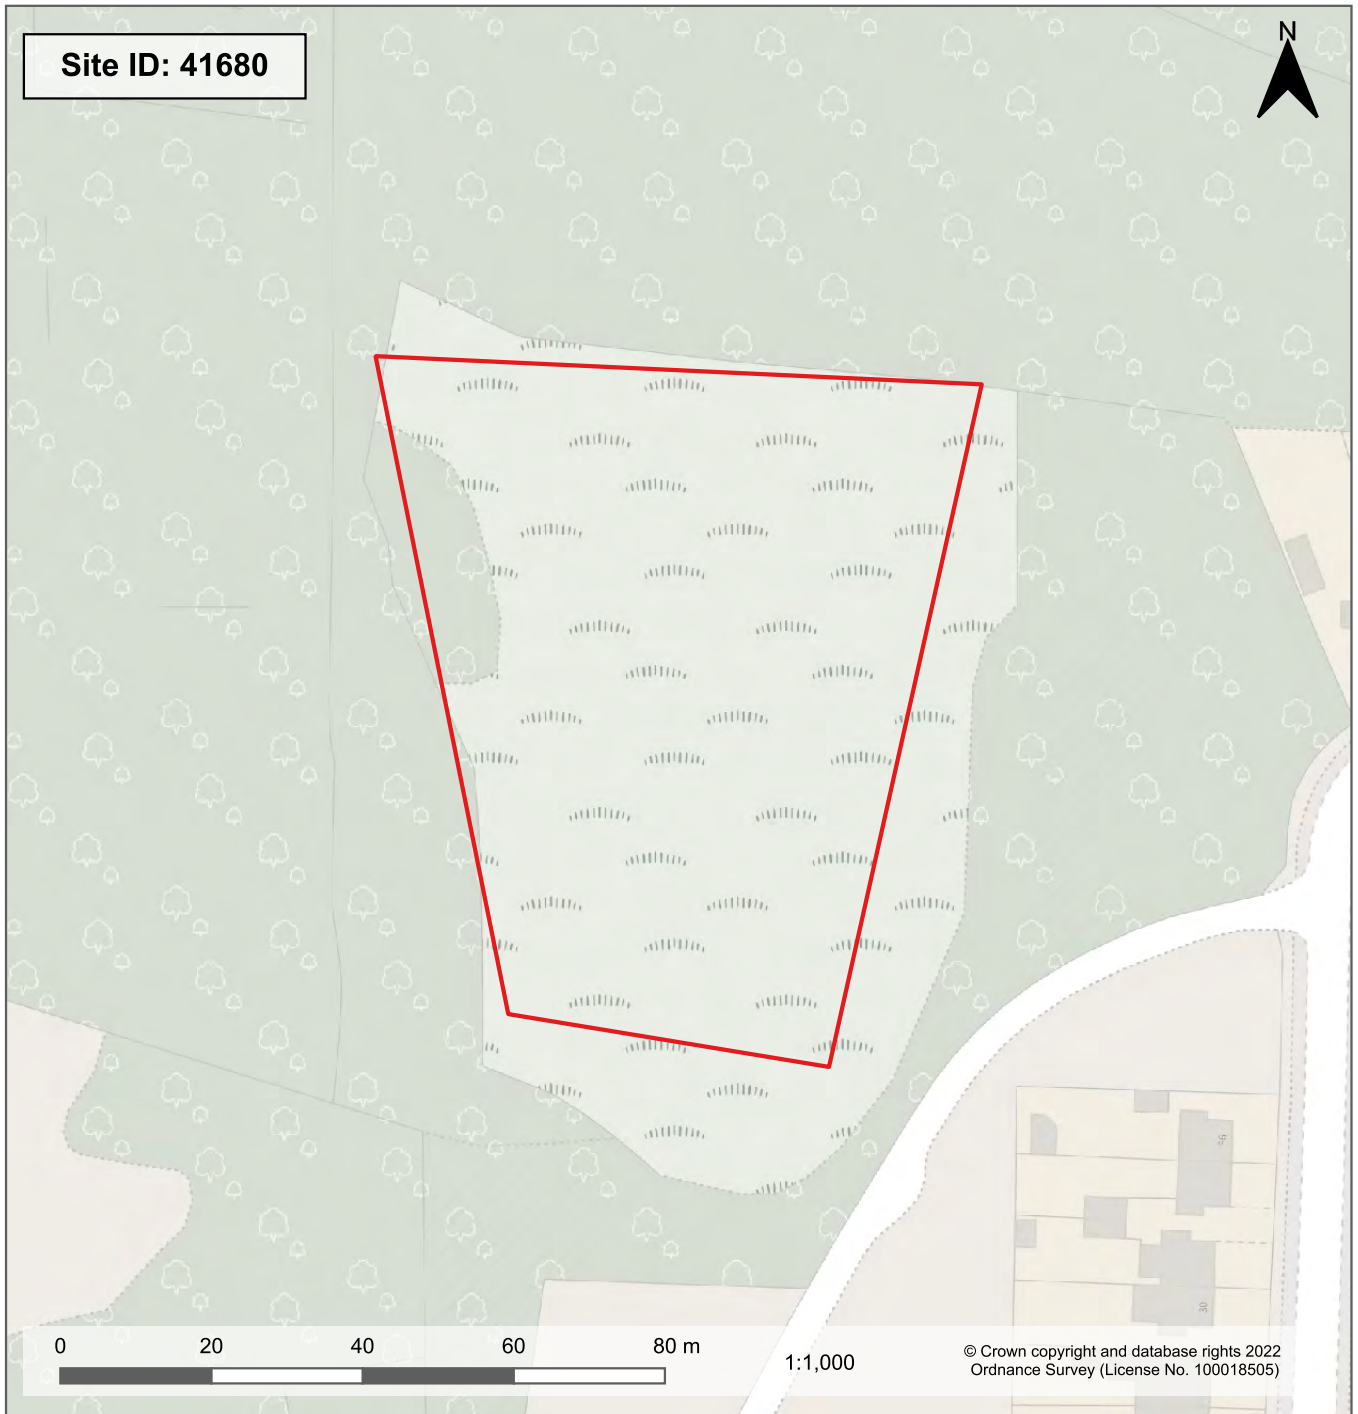 Site ID: 41680
N
30
0 20 40 60 80 m
1:1,000
© Crown copyright and database rights 2022
Ordnance Survey (License No. 100018505)